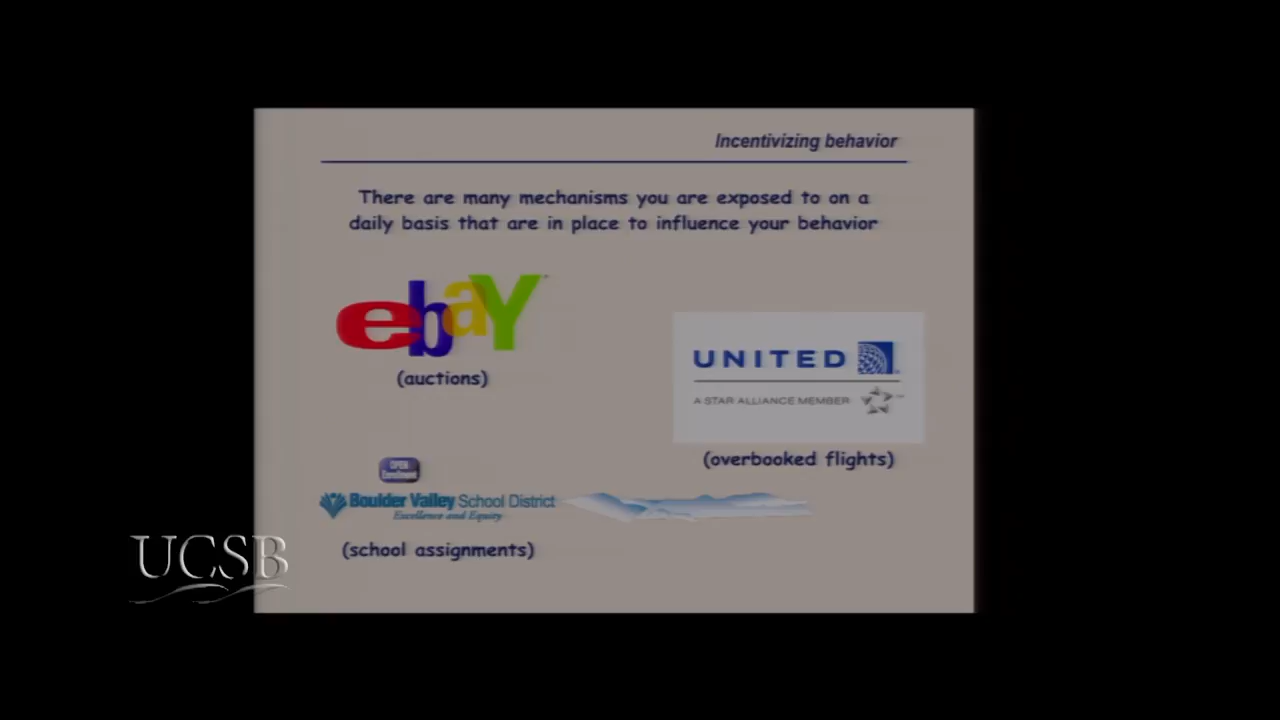 Incentivizing behavior
There are many mechanisms you are exposed to on a
daily basis that are in place to influence your behavior
ebay
(auctions)
UNITED
A STAR ALLIANCE MEMBER
(overbooked flights)
OPEN
Enrollment
Boulder Valley School District
Excellence and Equity
(school assignments)
UCSB